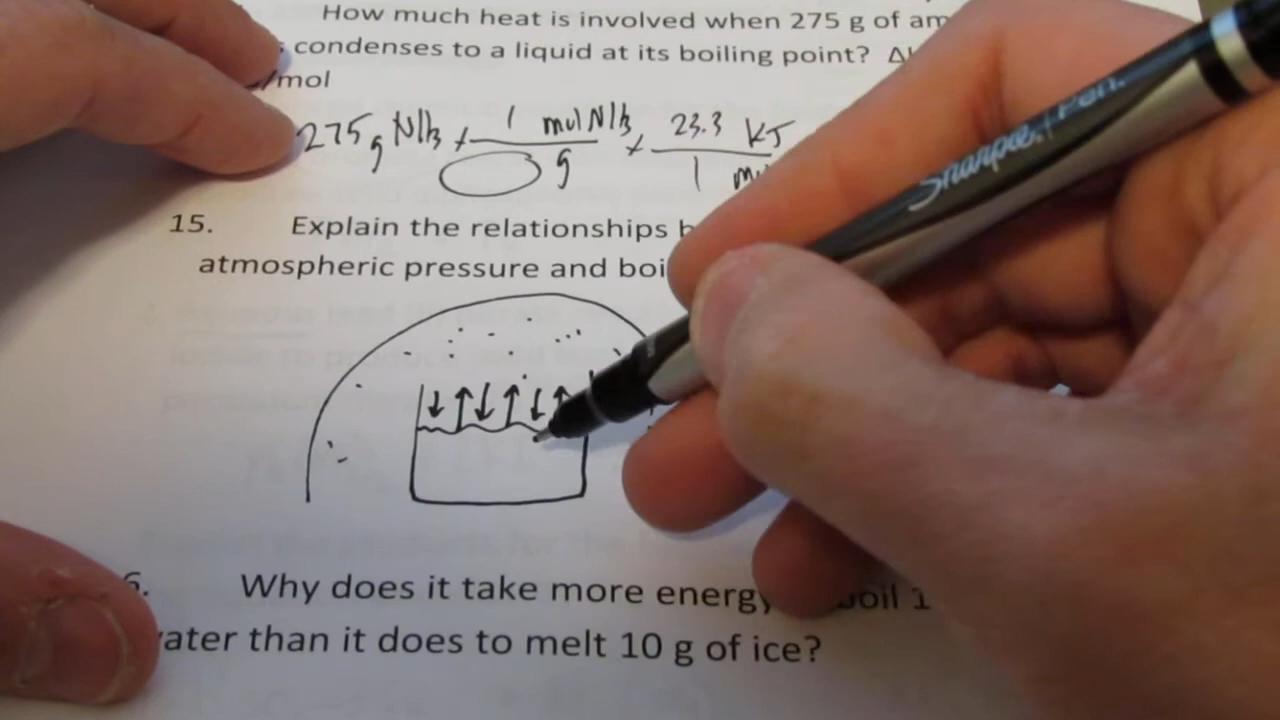 How much heat is involved when 275 g of am
condenses to a liquid at its boiling point?
/mol
275 g NH3 x 1 mol NH3 x 23.3 kJ
g 1 m
15. Explain the relationships b
atmospheric pressure and boi
Why does it take more energy boil 1
water than it does to melt 10 g of ice?
Sharpie. Pen.